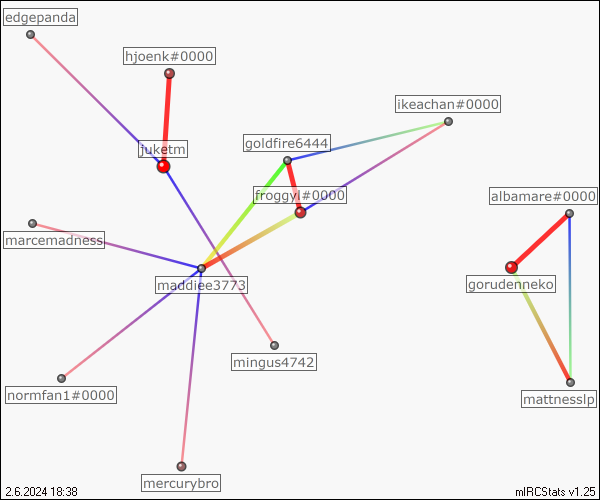 edgepanda
hjoenk#0000
ikeachan#0000
juketm
goldfire6444
froggyl#0000
albamare#0000
marcemadness
maddiee3773
gorudenneko
mingus4742
normfan1#0000
mattnesslp
mercurybro
2.6.2024 18:38
mIRCStats v1.25